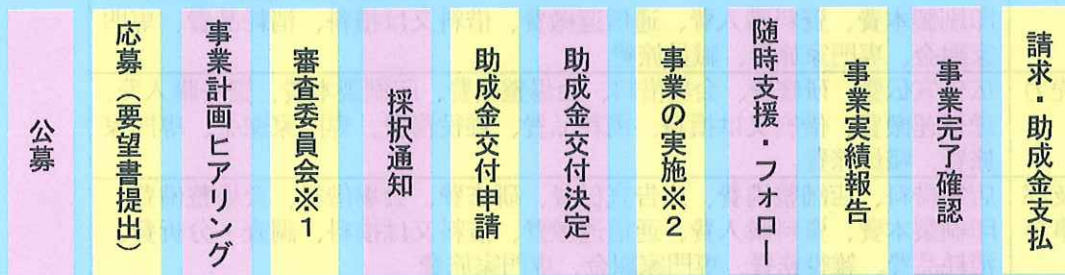 公募
応募（要望書提出）
事業計画ヒアリング
審査委員会※1
採択通知
助成金交付申請
助成金交付決定
事業の実施※2
随時支援・フォロー
事業実績報告
事業完了確認
請求・助成金支払